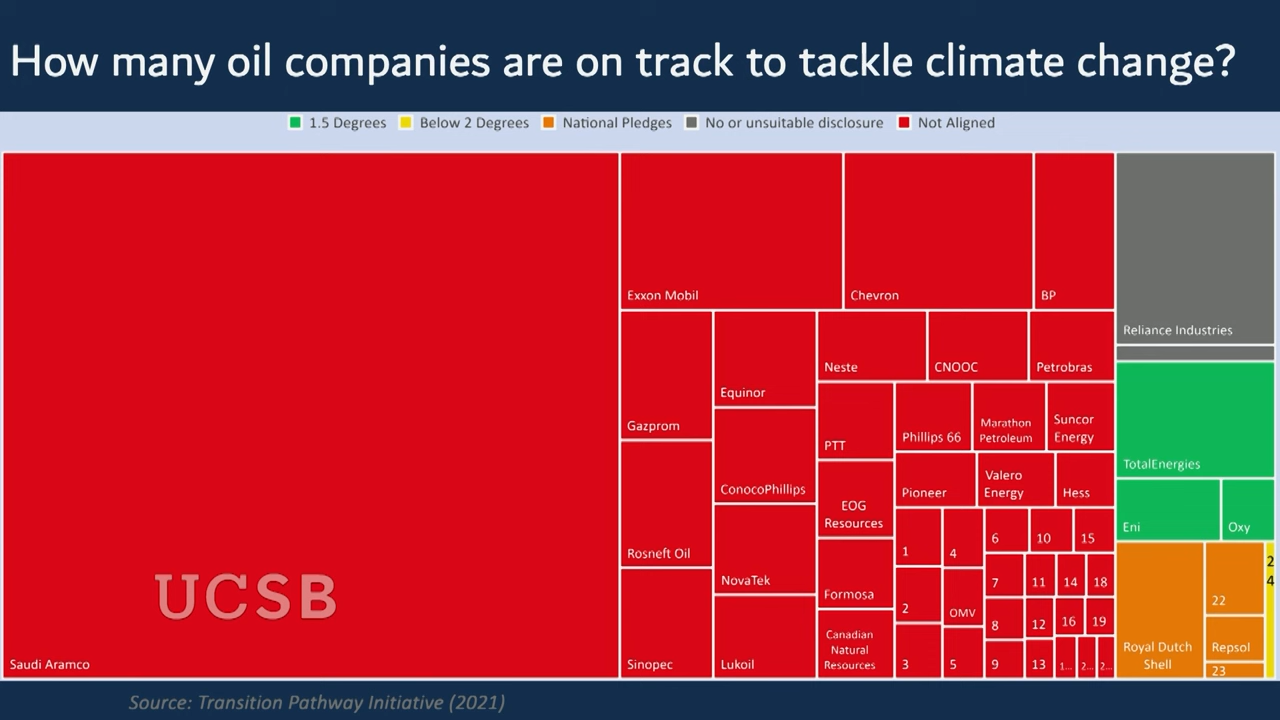 How many oil companies are on track to tackle climate change?
1.5 Degrees
Below 2 Degrees
National Pledges
No or unsuitable disclosure
Not Aligned
Saudi Aramco
UCSB
Exxon Mobil
Chevron
BP
Gazprom
Rosneft Oil
Sinopec
Equinor
ConocoPhillips
NovaTek
Lukoil
Neste
CNOOC
Petrobras
PTT
EOG
Resources
Formosa
Canadian
Natural
Resources
Phillips 66
Marathon
Petroleum
Suncor
Energy
Pioneer
Valero
Energy
Hess
1
2
3
4
OMV
5
6
7
8
9
10
11
12
13
15
14
16
1...
18
19
2...
2...
Reliance Industries
TotalEnergies
Eni
Oxy
Royal Dutch
Shell
22
Repsol
23
2
4
Source: Transition Pathway Initiative (2021)